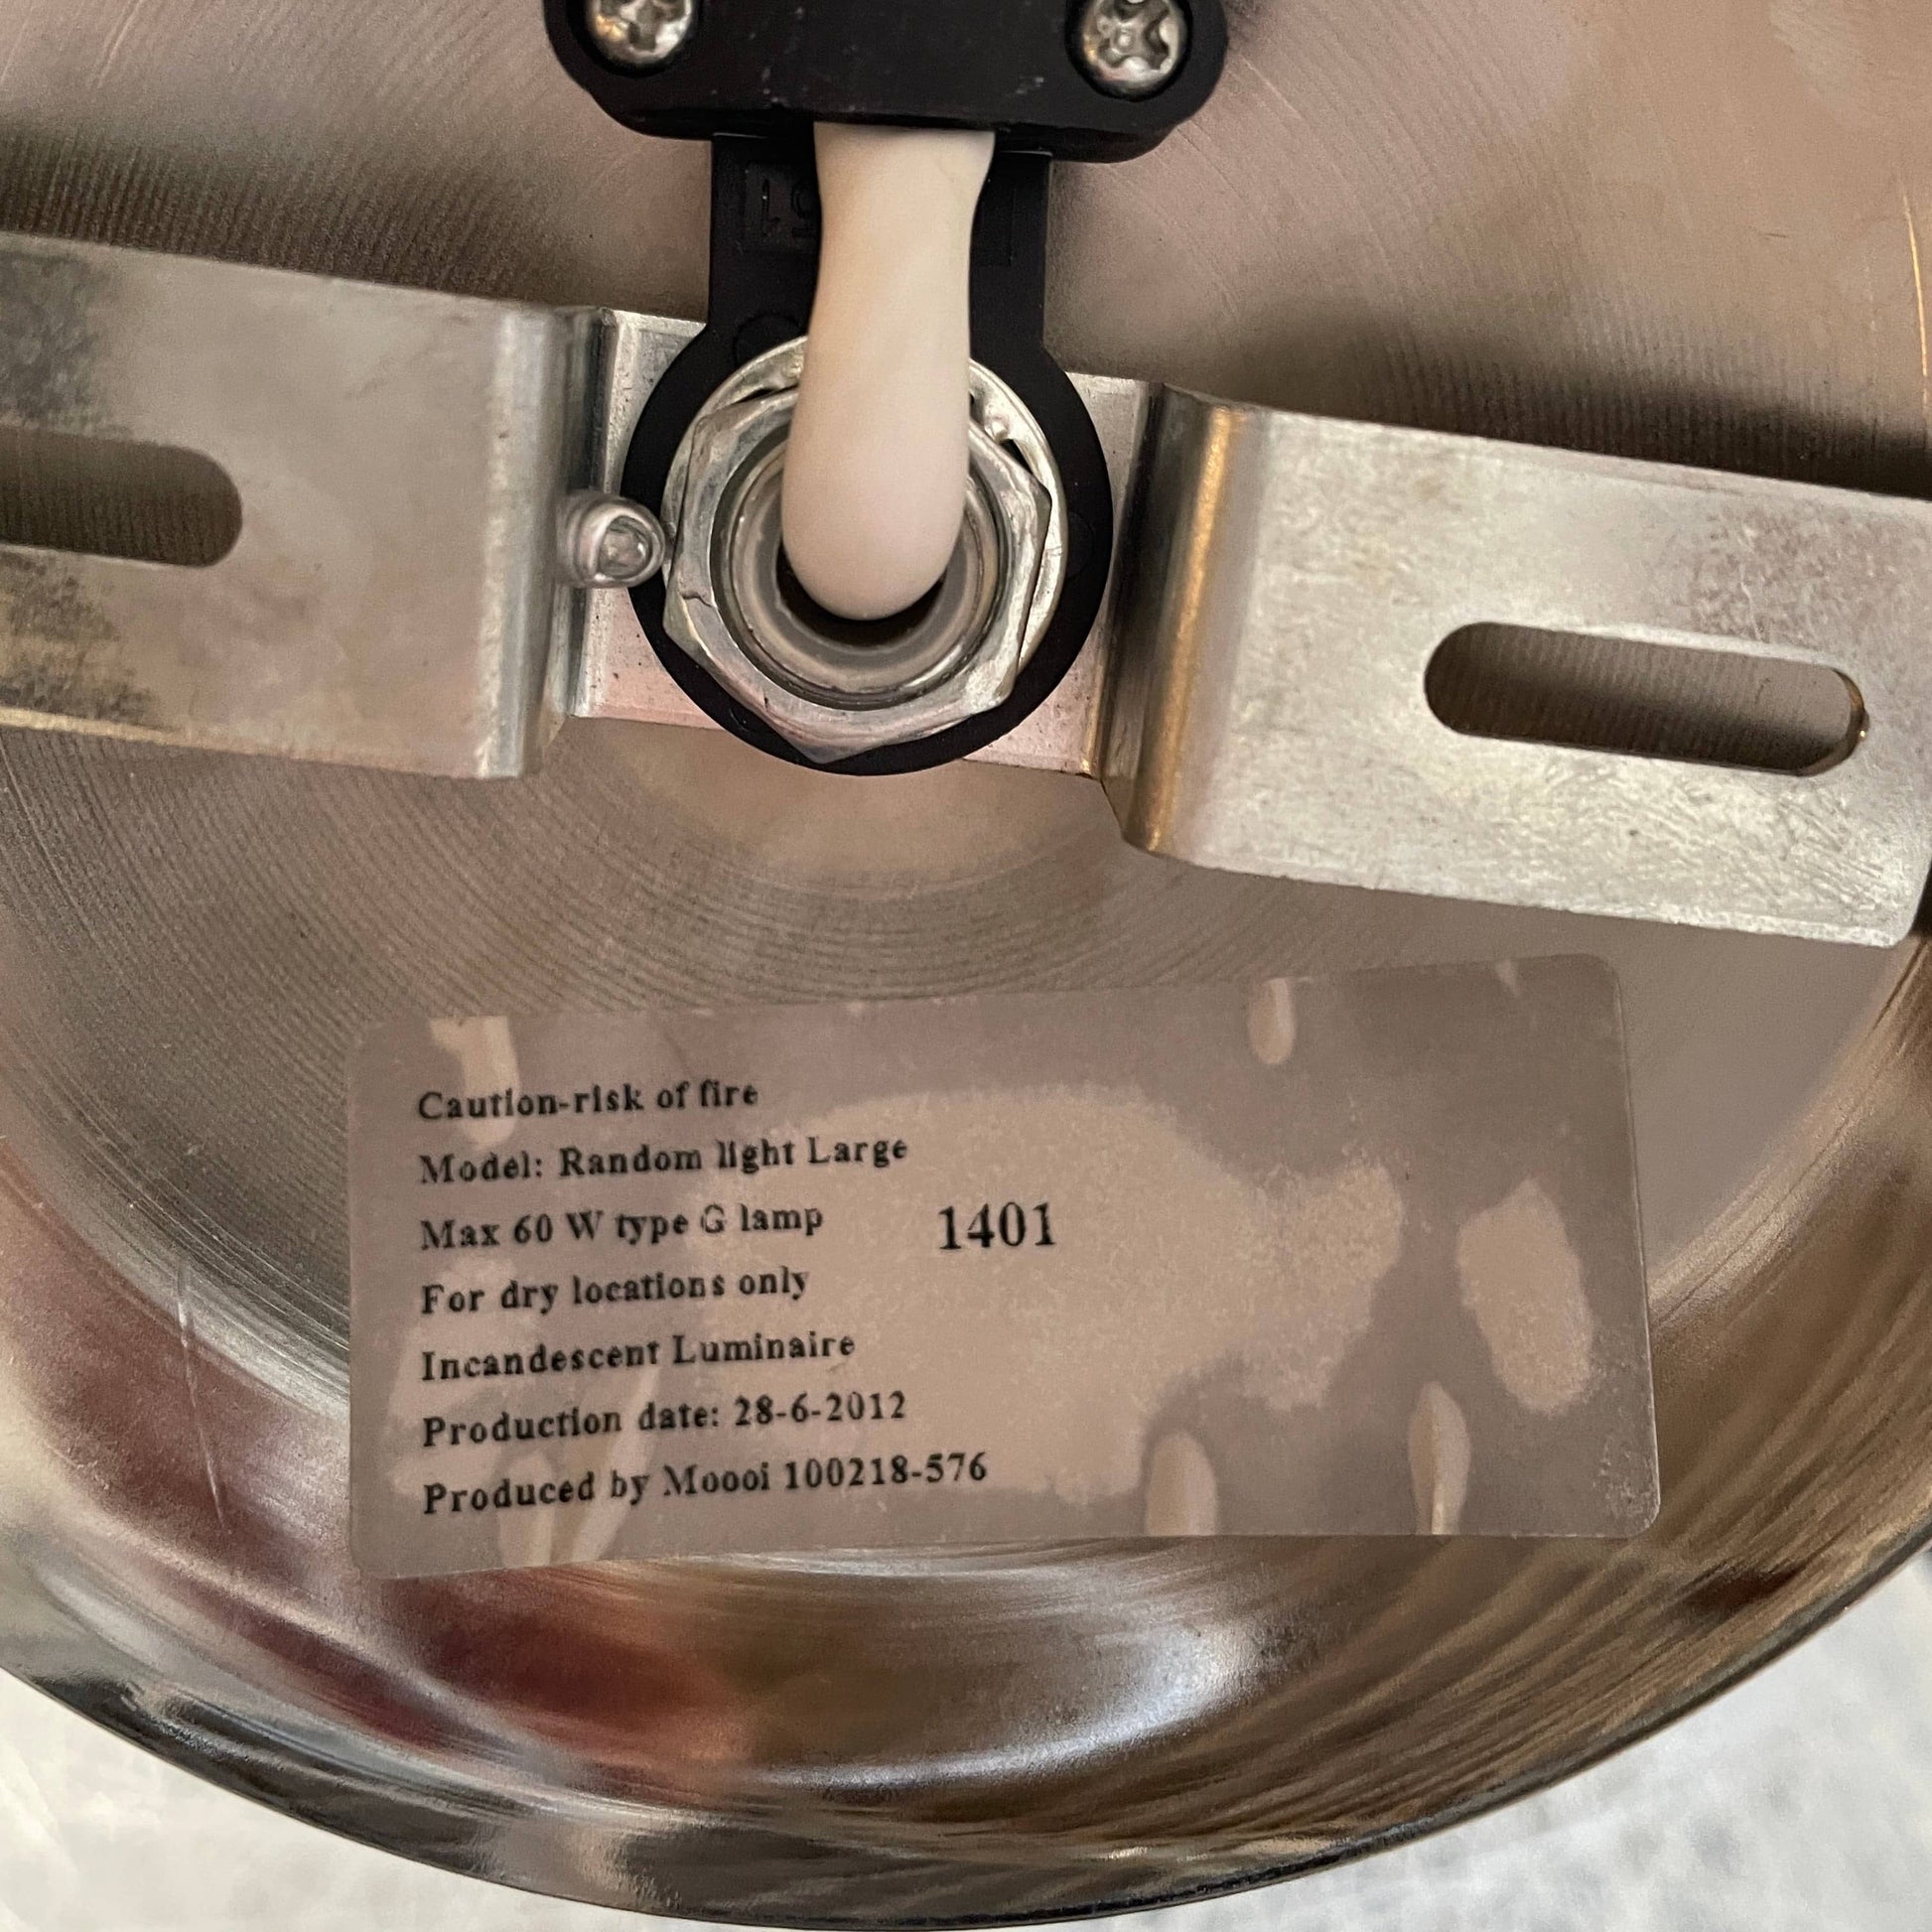 Caution-risk of fire
Model: Random light Large
Max 60 W type G lamp 1401
For dry locations only
Incandescent Luminaire
Production date: 28-6-2012
Produced by Moooi 100218-576